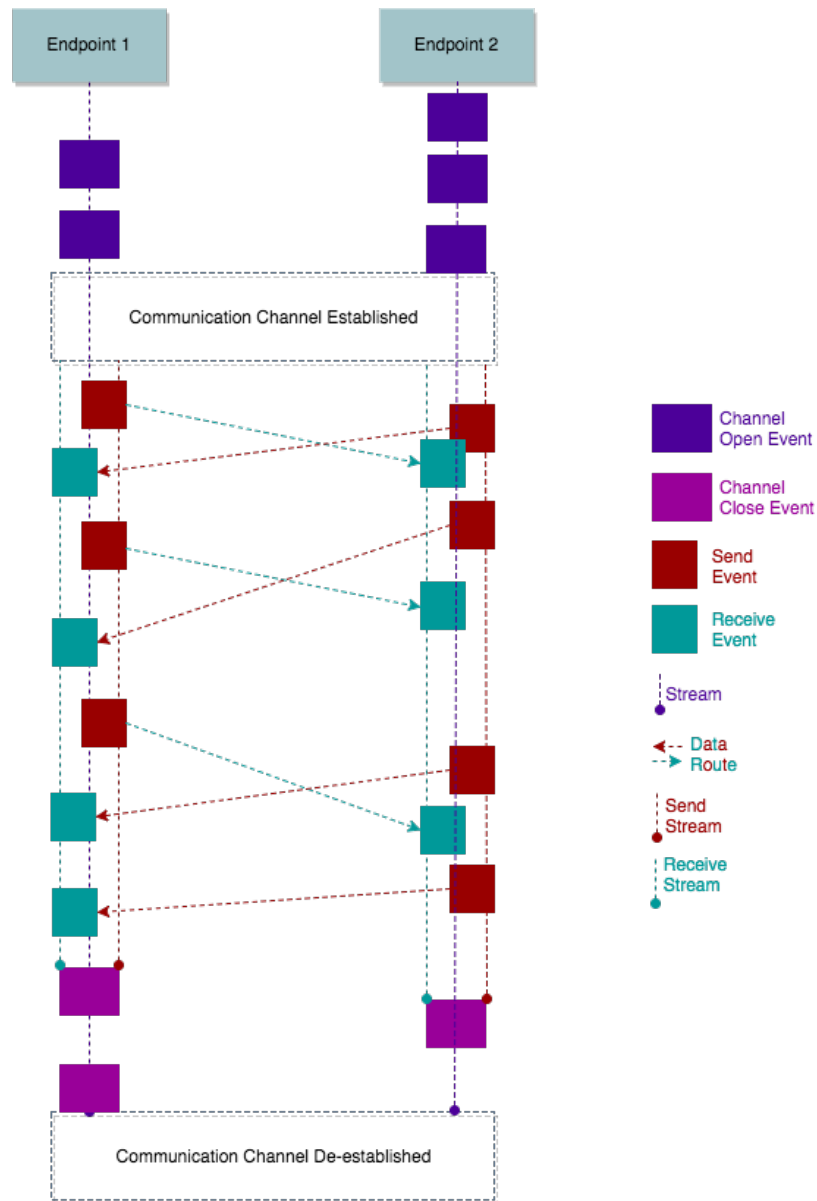 Endpoint 1
Endpoint 2
Communication Channel Established
Channel
Open Event
Channel
Close Event
Send
Event
Receive
Event
Stream
Data
Route
Send
Stream
Receive
Stream
Communication Channel De-established